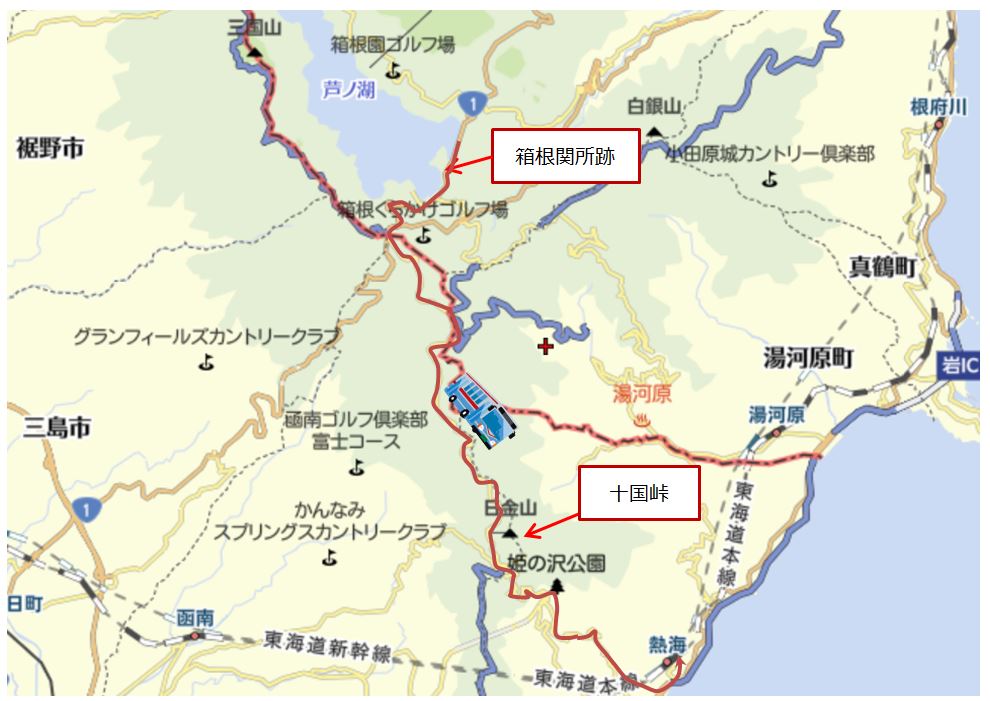 三国山
箱根園ゴルフ場
芦ノ湖
1
白銀山
根府川
裾野市
箱根関所跡
小田原城カントリー倶楽部
箱根くらかけゴルフ場
真鶴町
グランフィールズカントリークラブ
湯河原町
岩IC
湯河原
湯河原
三島市
函南ゴルフ倶楽部
富士コース
十国峠
1
かんなみ
スプリングスカントリークラブ
日金山
東海道本線
姫の沢公園
日町
函南
東海道新幹線
熱海
東海道本線